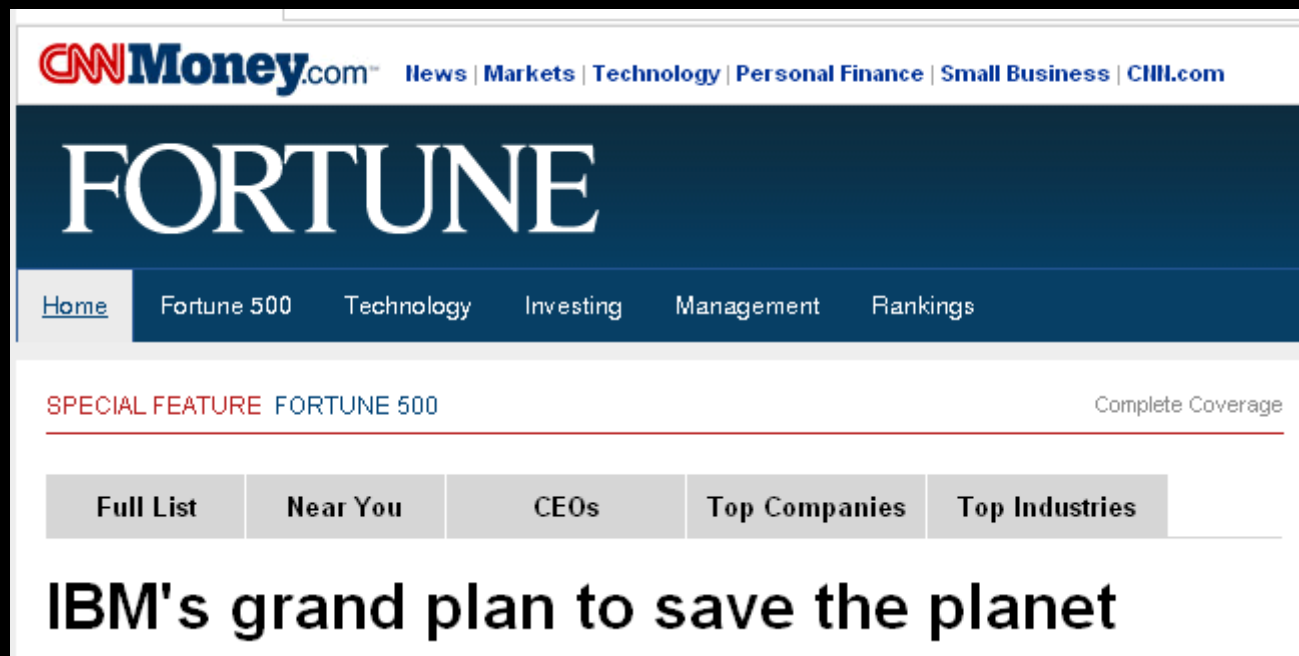 CNNMoney.com News | Markets | Technology | Personal Finance | Small Business | CNN.com
FORTUNE
Home Fortune 500 Technology Investing Management Rankings
SPECIAL FEATURE FORTUNE 500 Complete Coverage
Full List Near You CEOs Top Companies Top Industries
IBM's grand plan to save the planet